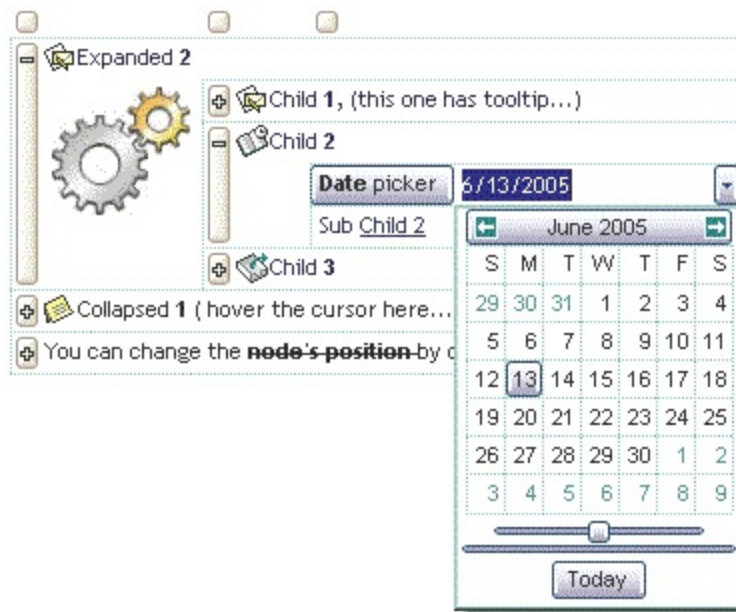 Expanded 2
Child 1, (this one has tooltip...)
Child 2
Date picker 6/13/2005
Sub Child 2
Child 3
Collapsed 1 ( hover the cursor here...
You can change the node's position by
June 2005
S M T W T F S
29 30 31 1 2 3 4
5 6 7 8 9 10 11
12 13 14 15 16 17 18
19 20 21 22 23 24 25
26 27 28 29 30 1 2
3 4 5 6 7 8 9
Today